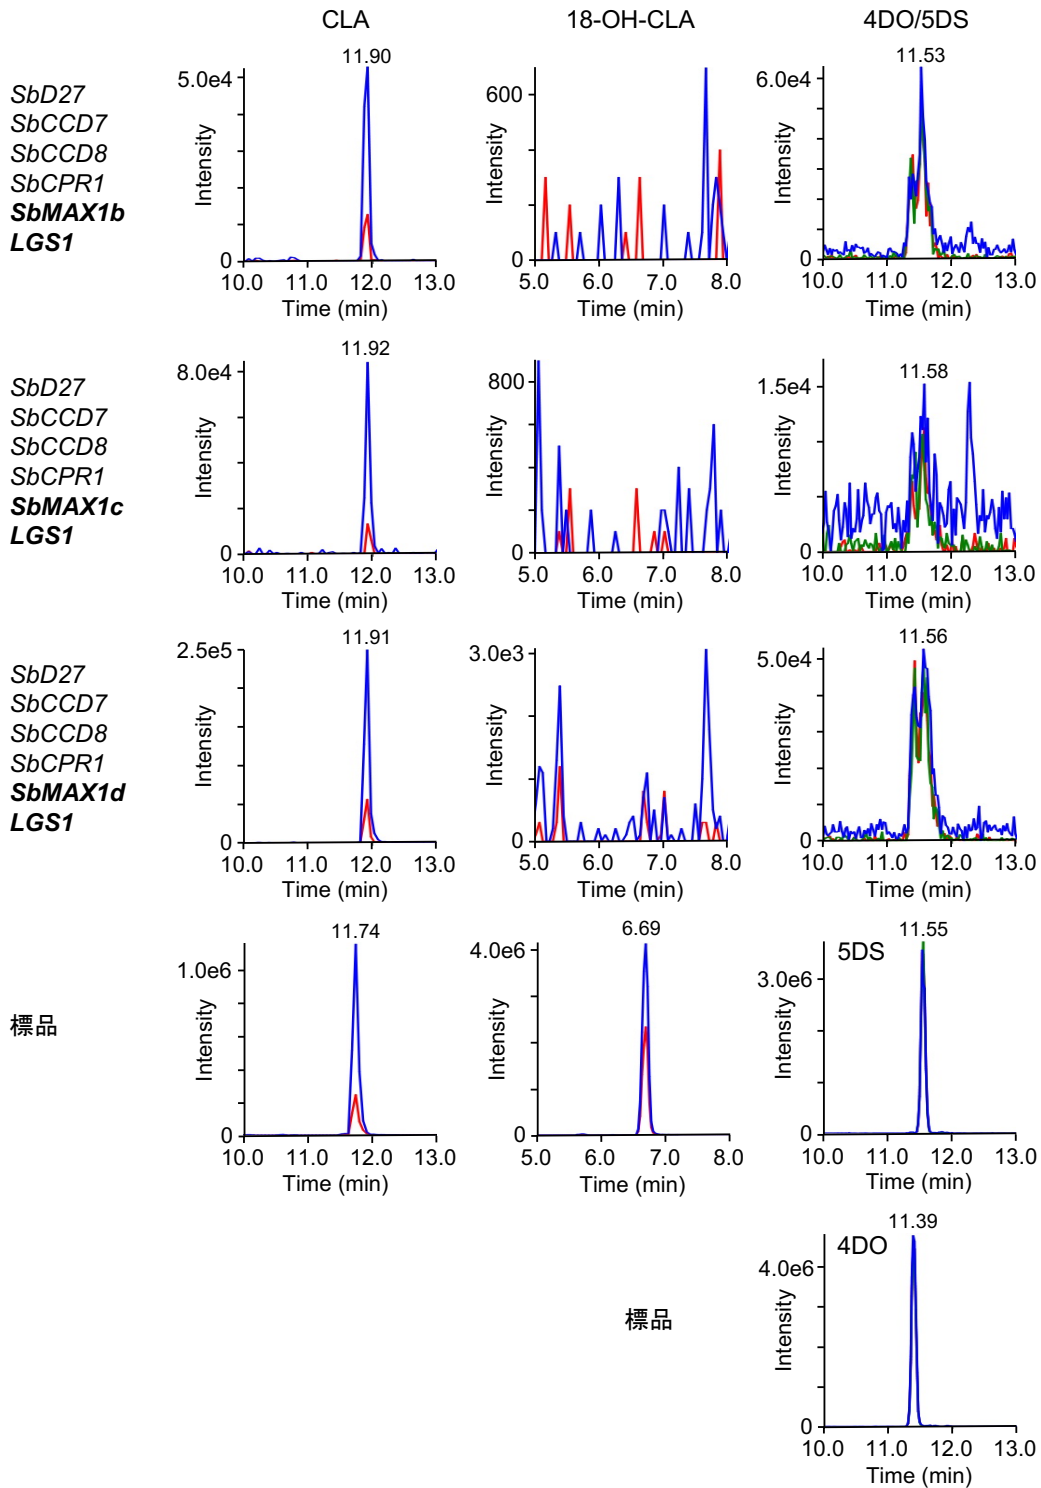 CLA 18-OH-CLA 4DO/5DS
SbD27
SbCCD7
SbCCD8
SbCPR1
SbMAX1b
LGS1
11.90
5.0e4
0
Intensity
10.0 11.0 12.0 13.0
Time (min)
600
0
Intensity
5.0 6.0 7.0 8.0
Time (min)
11.53
6.0e4
0
Intensity
10.0 11.0 12.0 13.0
Time (min)
SbD27
SbCCD7
SbCCD8
SbCPR1
SbMAX1c
LGS1
11.92
8.0e4
0
Intensity
10.0 11.0 12.0 13.0
Time (min)
800
400
0
Intensity
5.0 6.0 7.0 8.0
Time (min)
11.58
1.5e4
0
Intensity
10.0 11.0 12.0 13.0
Time (min)
SbD27
SbCCD7
SbCCD8
SbCPR1
SbMAX1d
LGS1
11.91
2.5e5
0
Intensity
10.0 11.0 12.0 13.0
Time (min)
3.0e3
0
Intensity
5.0 6.0 7.0 8.0
Time (min)
11.56
5.0e4
0
Intensity
10.0 11.0 12.0 13.0
Time (min)
標品
11.74
1.0e6
0
Intensity
10.0 11.0 12.0 13.0
Time (min)
6.69
4.0e6
0
Intensity
5.0 6.0 7.0 8.0
Time (min)
11.55
5DS
3.0e6
0
Intensity
10.0 11.0 12.0 13.0
Time (min)
標品
11.39
4DO
4.0e6
0
Intensity
10.0 11.0 12.0 13.0
Time (min)